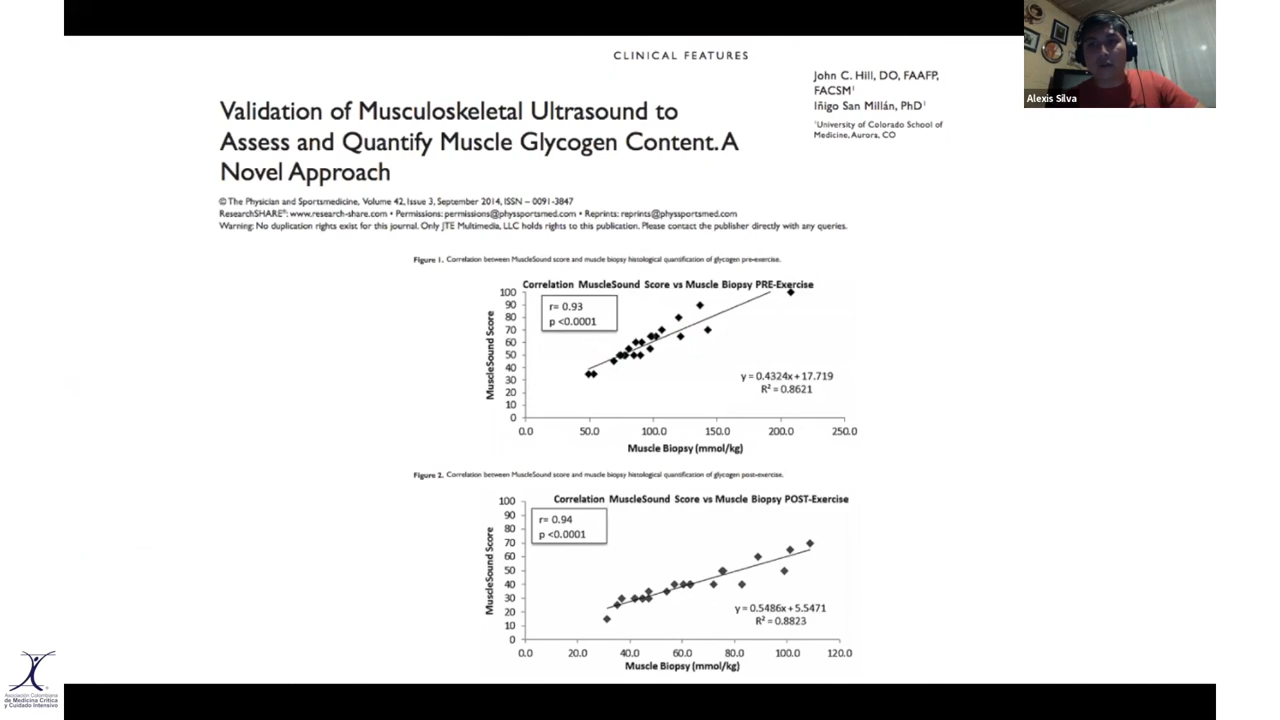 CLINICAL FEATURES
Validation of Musculoskeletal Ultrasound to
Assess and Quantify Muscle Glycogen Content. A
Novel Approach
John C. Hill, DO, FAAFP,
FACSM¹
Iñigo San Millán, PhD¹
¹University of Colorado School of
Medicine, Aurora, CO
Alexis Silva
© The Physician and Sportsmedicine, Volume 42, Issue 3, September 2014, ISSN – 0091-3847
ResearchSHARE®: www.research-share.com • Permissions: permissions@physsportsmed.com • Reprints: reprints@physsportsmed.com
Warning: No duplication rights exist for this journal. Only JTE Multimedia, LLC holds rights to this publication. Please contact the publisher directly with any queries.
Figure 1. Correlation between MuscleSound score and muscle biopsy histological quantification of glycogen pre-exercise.
Correlation MuscleSound Score vs Muscle Biopsy PRE-Exercise
r= 0.93
p <0.0001
MuscleSound Score
100
90
80
70
60
50
40
30
20
10
0
y = 0.4324x + 17.719
R² = 0.8621
0.0 50.0 100.0 150.0 200.0 250.0
Muscle Biopsy (mmol/kg)
Figure 2. Correlation between MuscleSound score and muscle biopsy histological quantification of glycogen post-exercise.
Correlation MuscleSound Score vs Muscle Biopsy POST-Exercise
r= 0.94
p <0.0001
MuscleSound Score
100
90
80
70
60
50
40
30
20
10
0
y = 0.5486x + 5.5471
R² = 0.8823
0.0 20.0 40.0 60.0 80.0 100.0 120.0
Muscle Biopsy (mmol/kg)
Asociación Colombiana
de Medicina Crítica
y Cuidado Intensivo